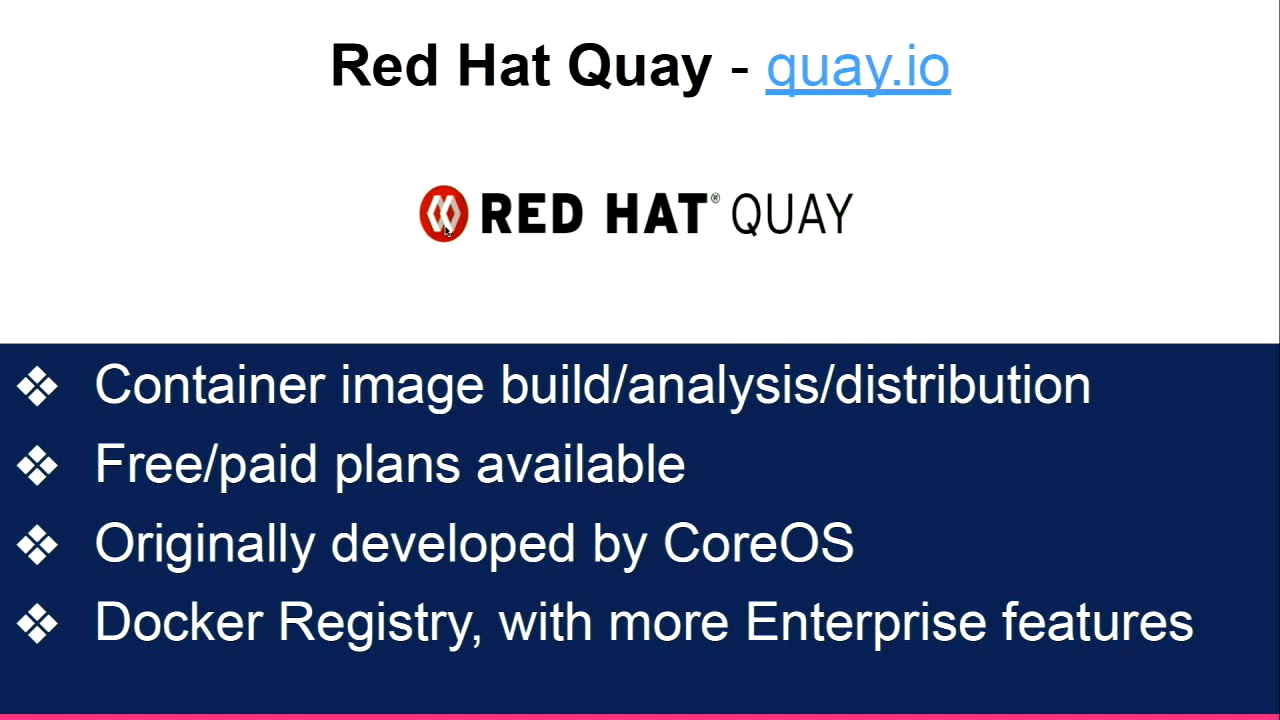 Red Hat Quay - quay.io
RED HAT® QUAY
❖ Container image build/analysis/distribution
❖ Free/paid plans available
❖ Originally developed by CoreOS
❖ Docker Registry, with more Enterprise features